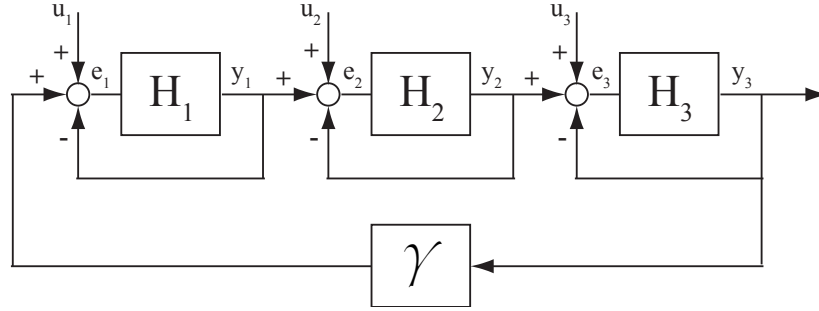 u₁ u₂ u₃
+ + +
+ e₁ H₁ y₁ + e₂ H₂ y₂ + e₃ H₃ y₃
- - -
γ